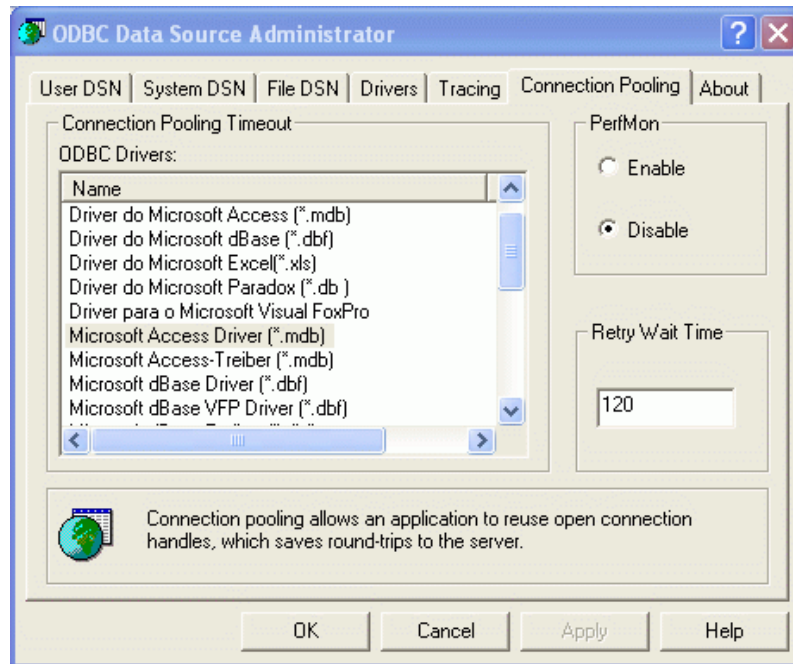 ODBC Data Source Administrator
User DSN
System DSN
File DSN
Drivers
Tracing
Connection Pooling
About
Connection Pooling Timeout
ODBC Drivers:
Name
Driver do Microsoft Access (*.mdb)
Driver do Microsoft dBase (*.dbf)
Driver do Microsoft Excel(*.xls)
Driver do Microsoft Paradox (*.db )
Driver para o Microsoft Visual FoxPro
Microsoft Access Driver (*.mdb)
Microsoft Access-Treiber (*.mdb)
Microsoft dBase Driver (*.dbf)
Microsoft dBase VFP Driver (*.dbf)
PerfMon
Enable
Disable
Retry Wait Time
120
Connection pooling allows an application to reuse open connection
handles, which saves round-trips to the server.
OK
Cancel
Apply
Help